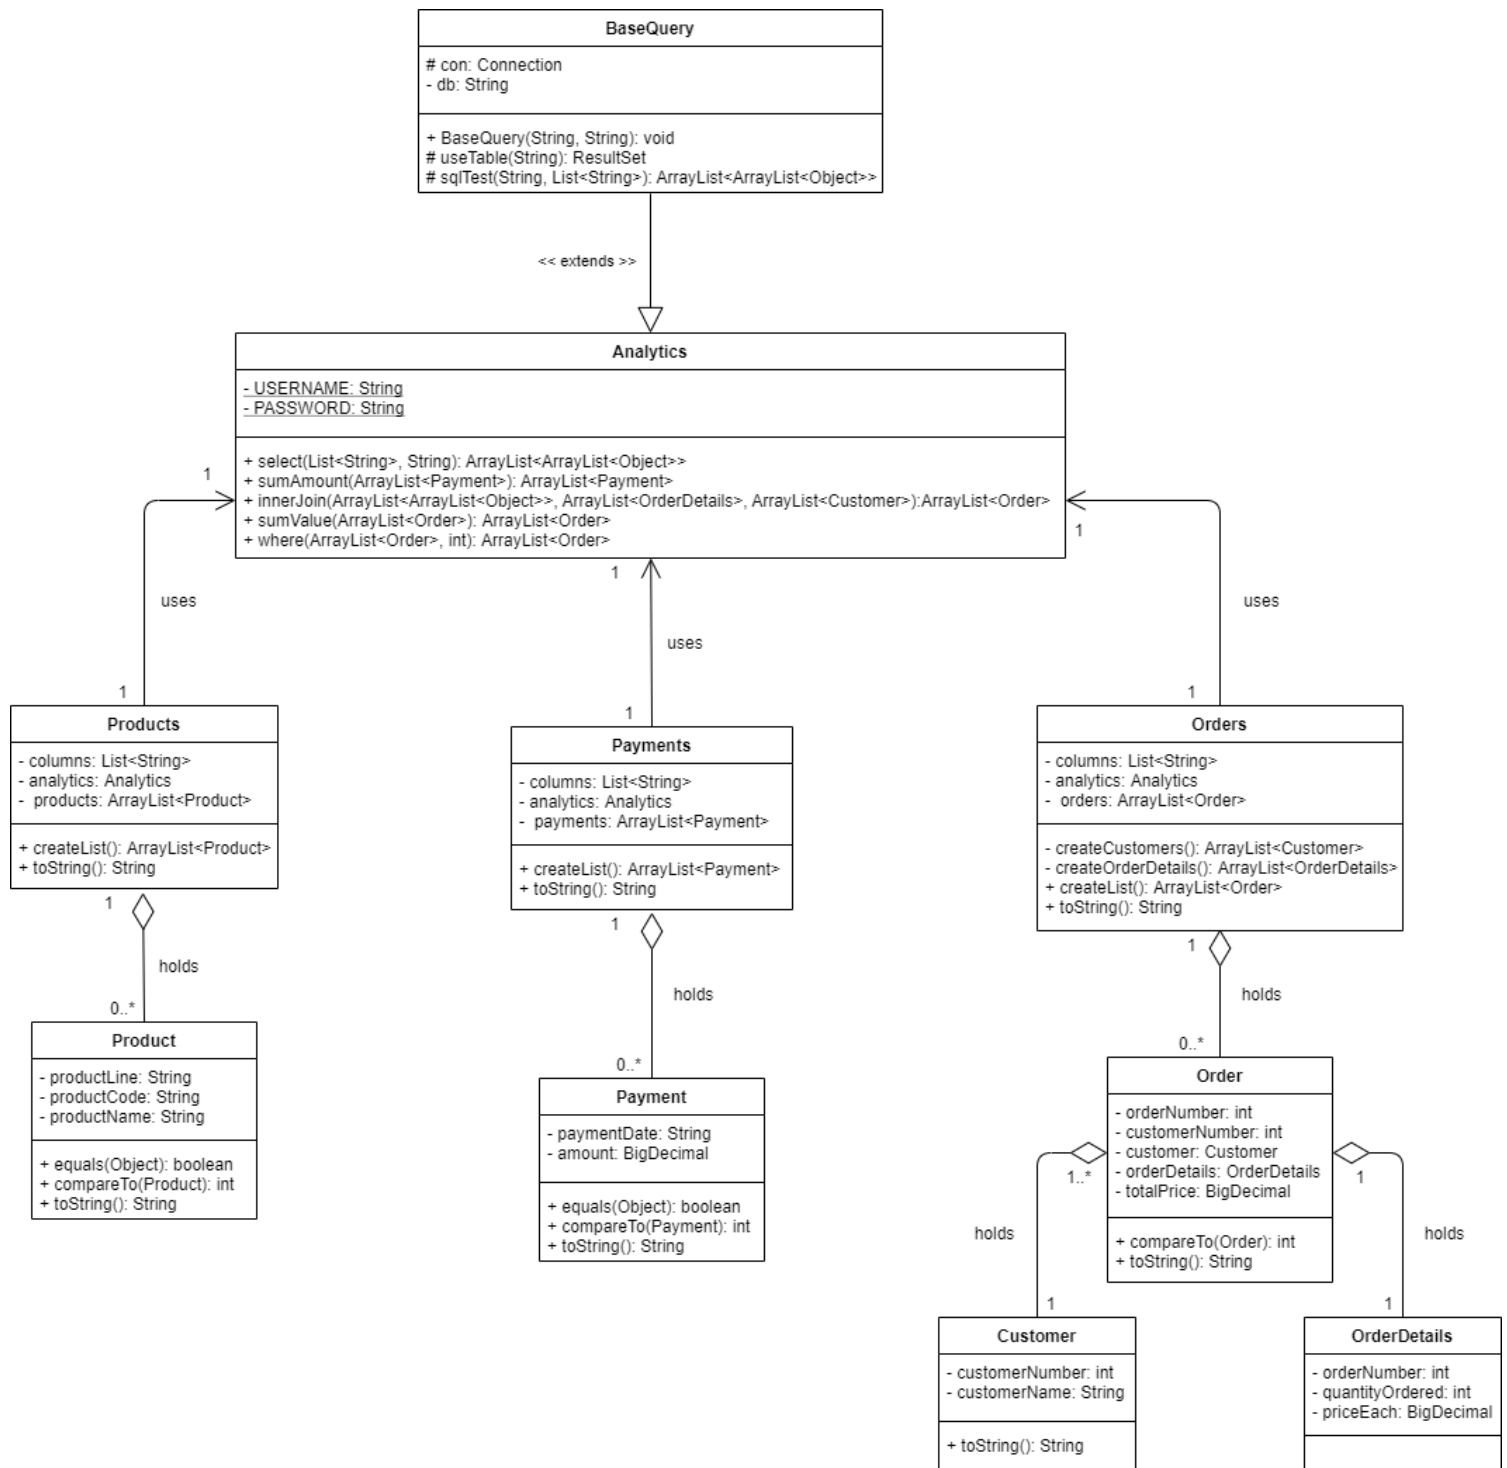 BaseQuery
# con: Connection
- db: String
+ BaseQuery(String, String): void
# useTable(String): ResultSet
# sqlTest(String, List<String>): ArrayList<ArrayList<Object>>
<< extends >>
Analytics
- USERNAME: String
- PASSWORD: String
+ select(List<String>, String): ArrayList<ArrayList<Object>>
+ sumAmount(ArrayList<Payment>): ArrayList<Payment>
+ innerJoin(ArrayList<ArrayList<Object>>, ArrayList<OrderDetails>, ArrayList<Customer>):ArrayList<Order>
+ sumValue(ArrayList<Order>): ArrayList<Order>
+ where(ArrayList<Order>, int): ArrayList<Order>
1
1
1
uses
uses
uses
1
1
1
Products
- columns: List<String>
- analytics: Analytics
- products: ArrayList<Product>
+ createList(): ArrayList<Product>
+ toString(): String
1
holds
0..*
Product
- productLine: String
- productCode: String
- productName: String
+ equals(Object): boolean
+ compareTo(Product): int
+ toString(): String
Payments
- columns: List<String>
- analytics: Analytics
- payments: ArrayList<Payment>
+ createList(): ArrayList<Payment>
+ toString(): String
1
holds
0..*
Payment
- paymentDate: String
- amount: BigDecimal
+ equals(Object): boolean
+ compareTo(Payment): int
+ toString(): String
Orders
- columns: List<String>
- analytics: Analytics
- orders: ArrayList<Order>
- createCustomers(): ArrayList<Customer>
- createOrderDetails(): ArrayList<OrderDetails>
+ createList(): ArrayList<Order>
+ toString(): String
1
holds
0..*
Order
- orderNumber: int
- customerNumber: int
- customer: Customer
- orderDetails: OrderDetails
- totalPrice: BigDecimal
+ compareTo(Order): int
+ toString(): String
1..*
holds
1
1
holds
1
Customer
- customerNumber: int
- customerName: String
+ toString(): String
OrderDetails
- orderNumber: int
- quantityOrdered: int
- priceEach: BigDecimal